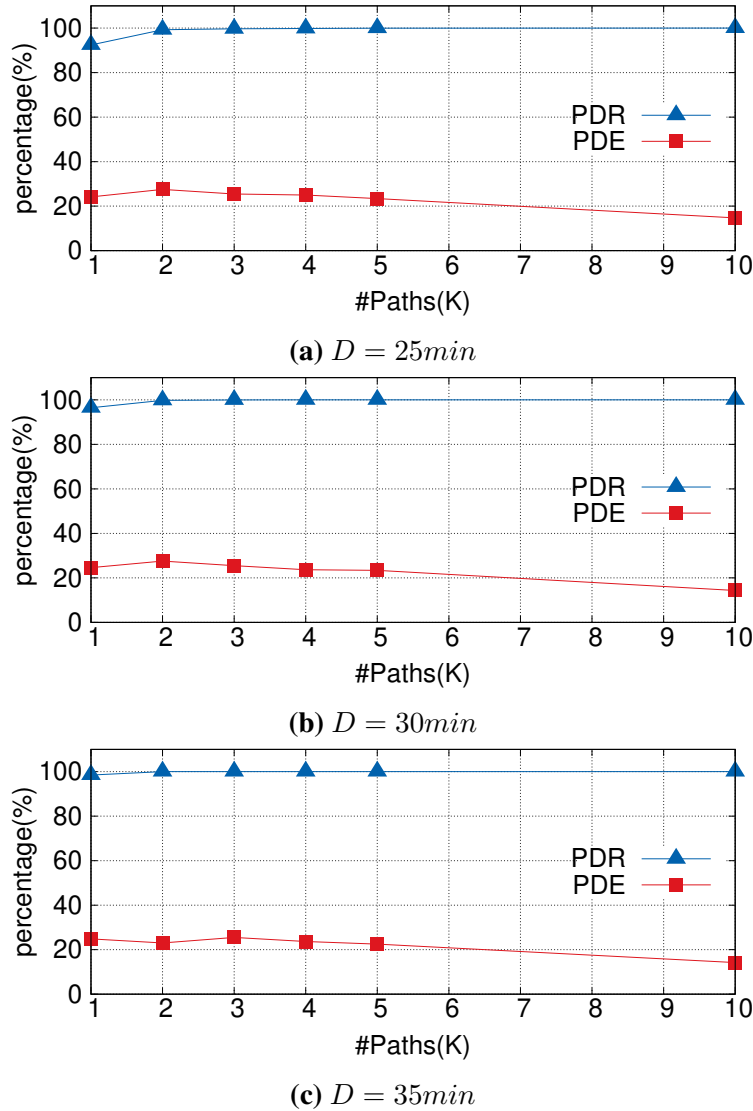 100
80
60
40
20
0
percentage(%)
PDR
PDE
1 2 3 4 5 6 7 8 9 10
#Paths(K)
(a) D = 25min
100
80
60
40
20
0
percentage(%)
PDR
PDE
1 2 3 4 5 6 7 8 9 10
#Paths(K)
(b) D = 30min
100
80
60
40
20
0
percentage(%)
PDR
PDE
1 2 3 4 5 6 7 8 9 10
#Paths(K)
(c) D = 35min